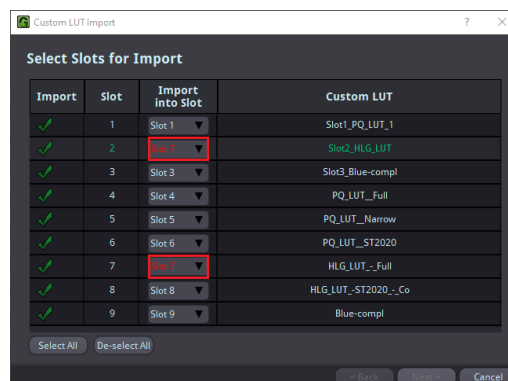 Custom LUT Import
?
Select Slots for Import
Import Slot Import into Slot Custom LUT
1 Slot 1 Slot1_PQ_LUT_1
2 Slot 2 Slot2_HLG_LUT
3 Slot 3 Slot3_Blue-compl
4 Slot 4 PQ_LUT__Full
5 Slot 5 PQ_LUT__Narrow
6 Slot 6 PQ_LUT__ST2020
7 Slot 7 HLG_LUT_-_Full
8 Slot 8 HLG_LUT_-ST2020_-_Co
9 Slot 9 Blue-compl
Select All De-select All
< Back Next > Cancel